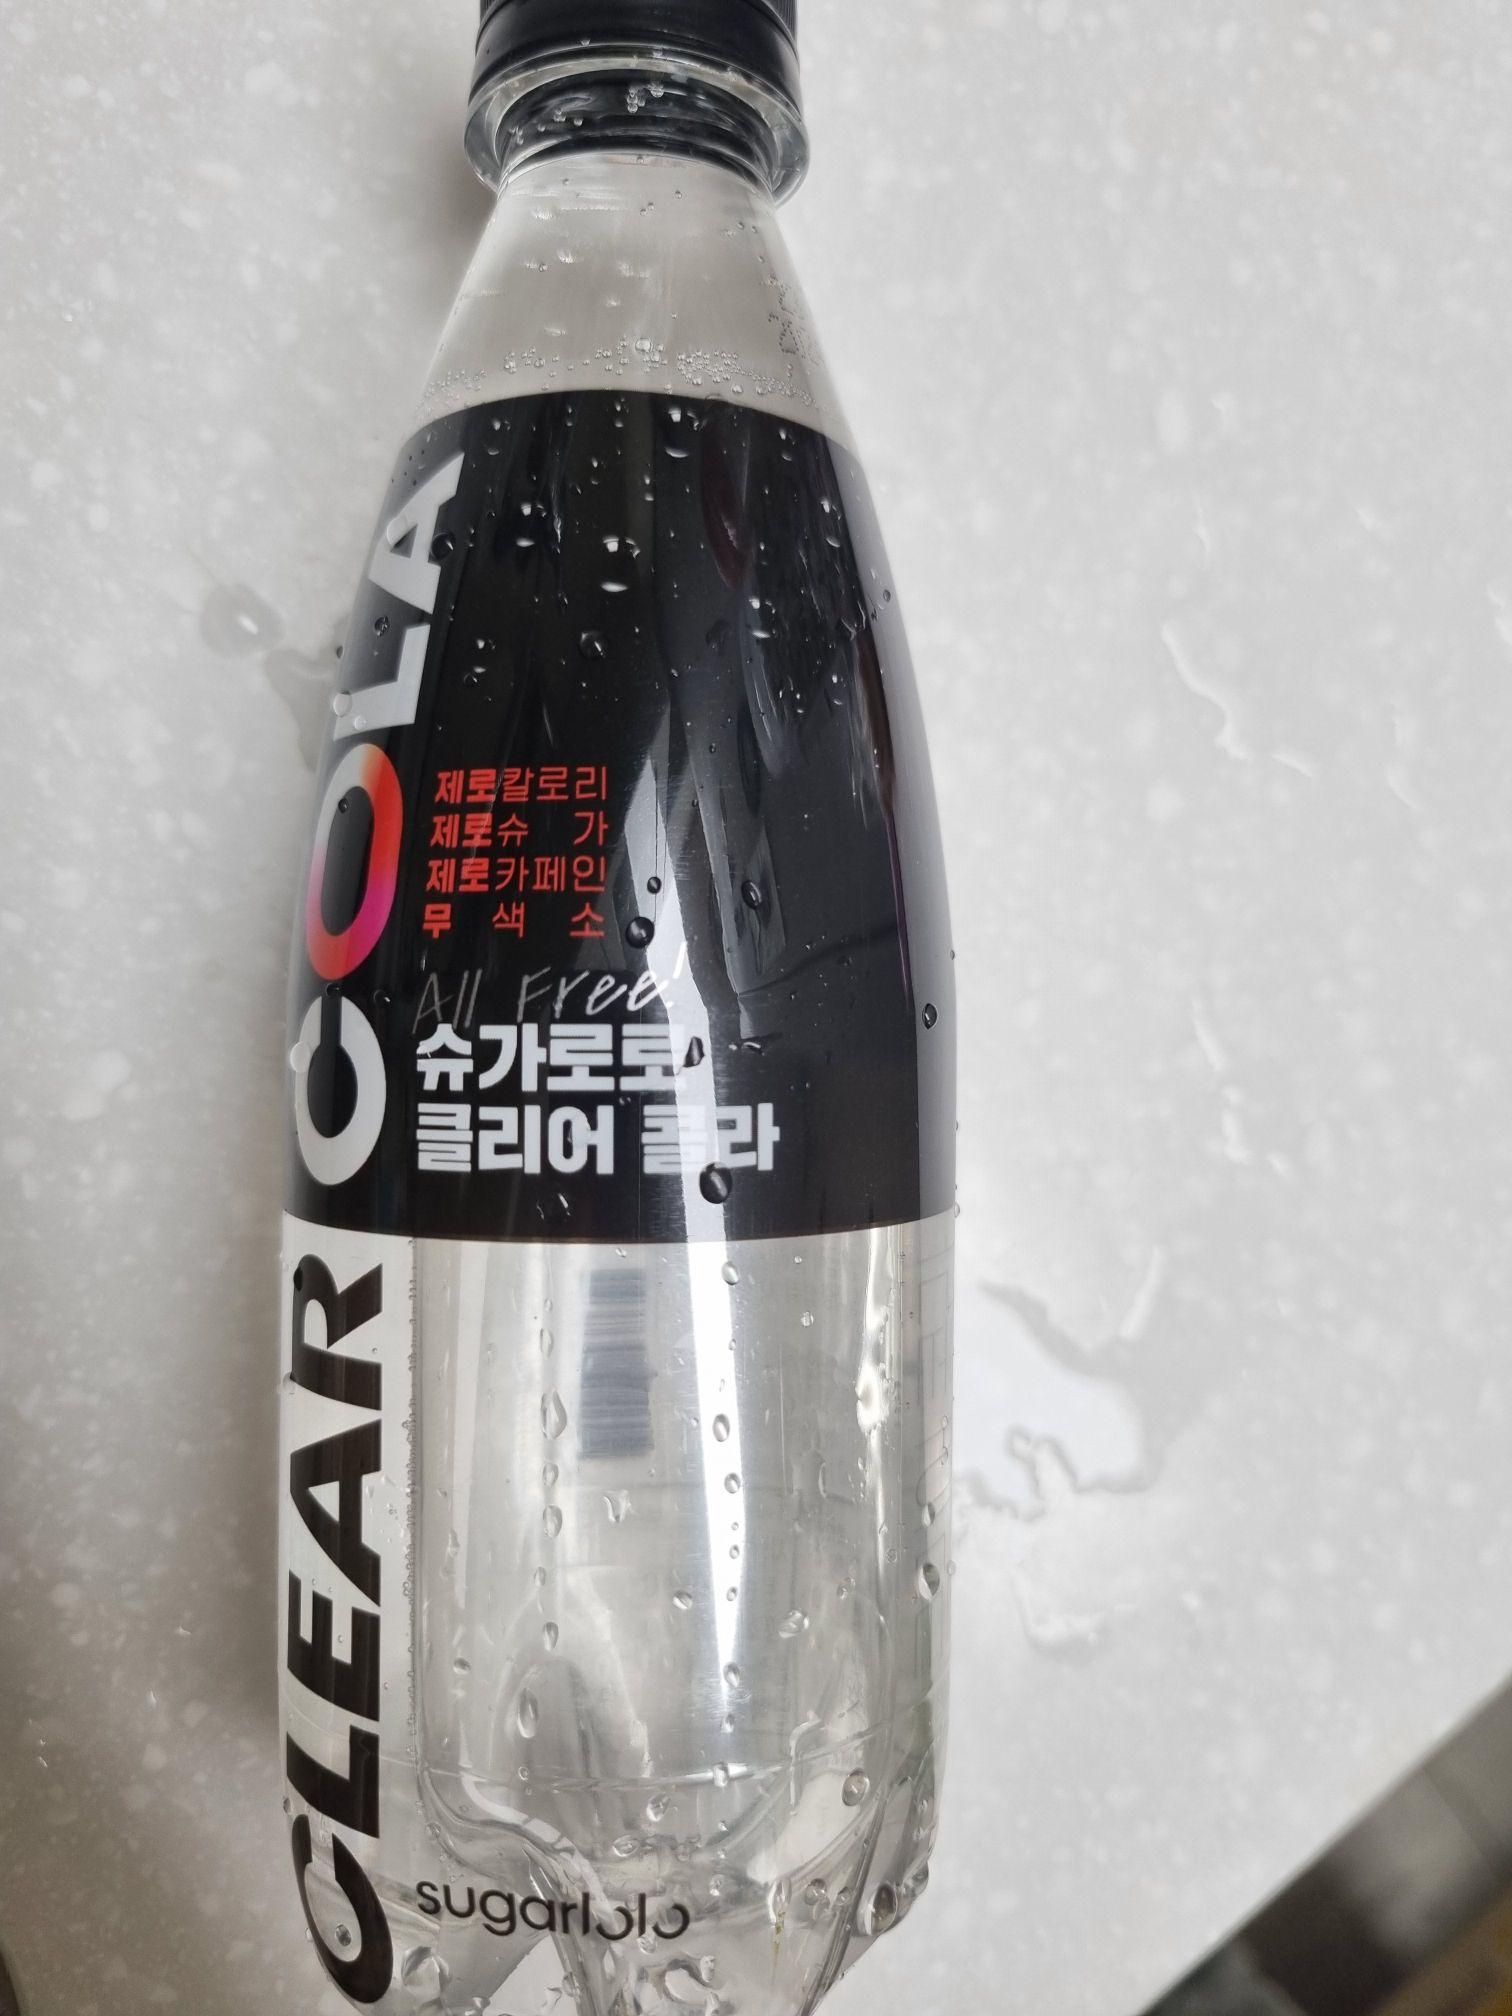 CLEAR COLA
제로칼로리
제로슈 가
제로카페인
무 색 소
All Free!
슈가로로
클리어 콜라
sugarlolo